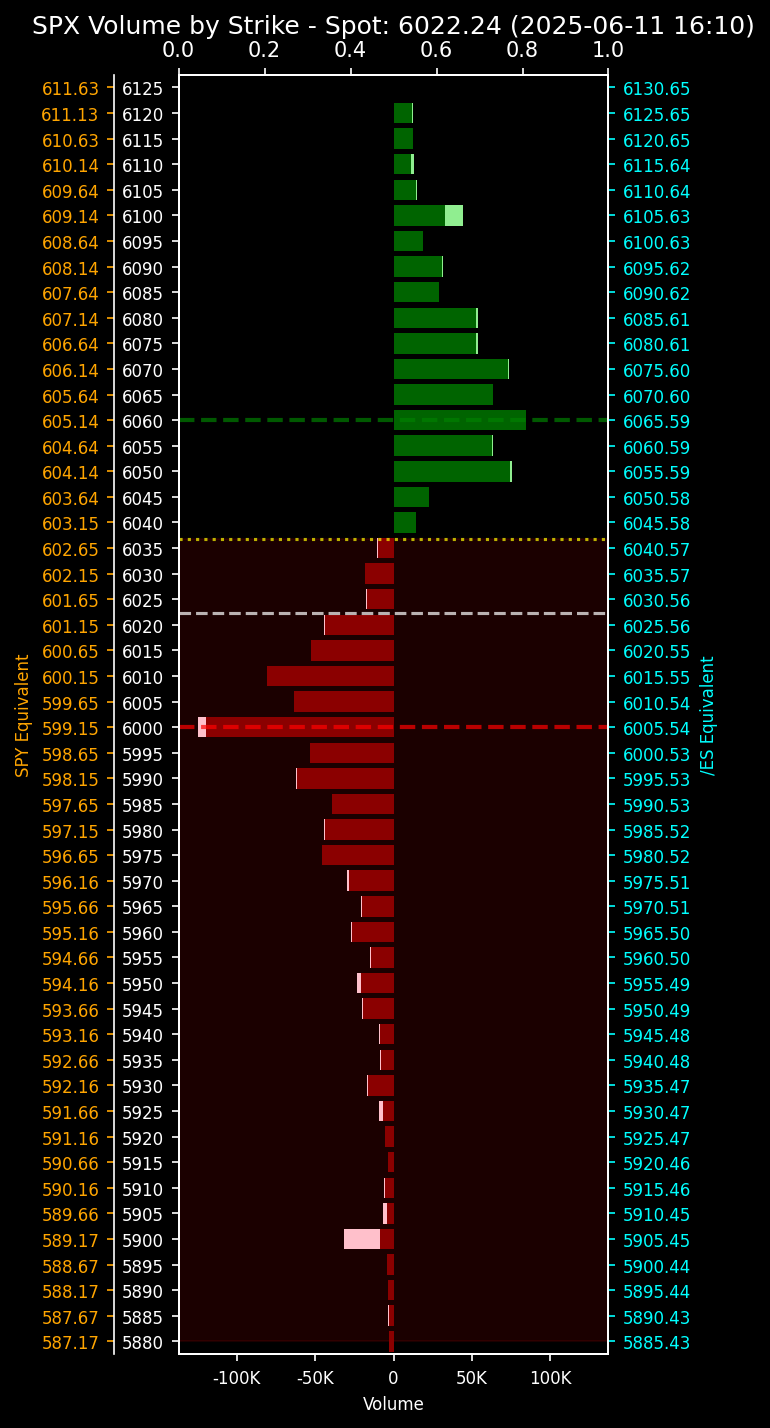 SPX Volume by Strike - Spot: 6022.24 (2025-06-11 16:10)
0.0 0.2 0.4 0.6 0.8 1.0
611.63 6125 6130.65
611.13 6120 6125.65
610.63 6115 6120.65
610.14 6110 6115.64
609.64 6105 6110.64
609.14 6100 6105.63
608.64 6095 6100.63
608.14 6090 6095.62
607.64 6085 6090.62
607.14 6080 6085.61
606.64 6075 6080.61
606.14 6070 6075.60
605.64 6065 6070.60
605.14 6060 6065.59
604.64 6055 6060.59
604.14 6050 6055.59
603.64 6045 6050.58
603.15 6040 6045.58
602.65 6035 6040.57
602.15 6030 6035.57
601.65 6025 6030.56
601.15 6020 6025.56
600.65 6015 6020.55
600.15 6010 6015.55
599.65 6005 6010.54
599.15 6000 6005.54
598.65 5995 6000.53
598.15 5990 5995.53
597.65 5985 5990.53
597.15 5980 5985.52
596.65 5975 5980.52
596.16 5970 5975.51
595.66 5965 5970.51
595.16 5960 5965.50
594.66 5955 5960.50
594.16 5950 5955.49
593.66 5945 5950.49
593.16 5940 5945.48
592.66 5935 5940.48
592.16 5930 5935.47
591.66 5925 5930.47
591.16 5920 5925.47
590.66 5915 5920.46
590.16 5910 5915.46
589.66 5905 5910.45
589.17 5900 5905.45
588.67 5895 5900.44
588.17 5890 5895.44
587.67 5885 5890.43
587.17 5880 5885.43
SPY Equivalent
/ES Equivalent
-100K -50K 0 50K 100K
Volume